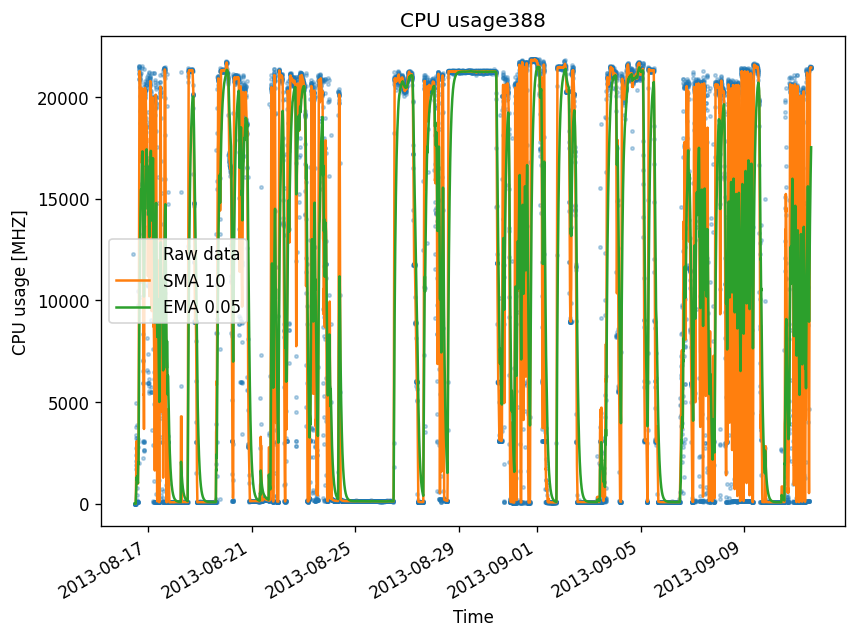 CPU usage388
CPU usage [MHZ]
20000
15000
10000
5000
0
Raw data
SMA 10
EMA 0.05
2013-08-17
2013-08-21
2013-08-25
2013-08-29
2013-09-01
2013-09-05
2013-09-09
Time